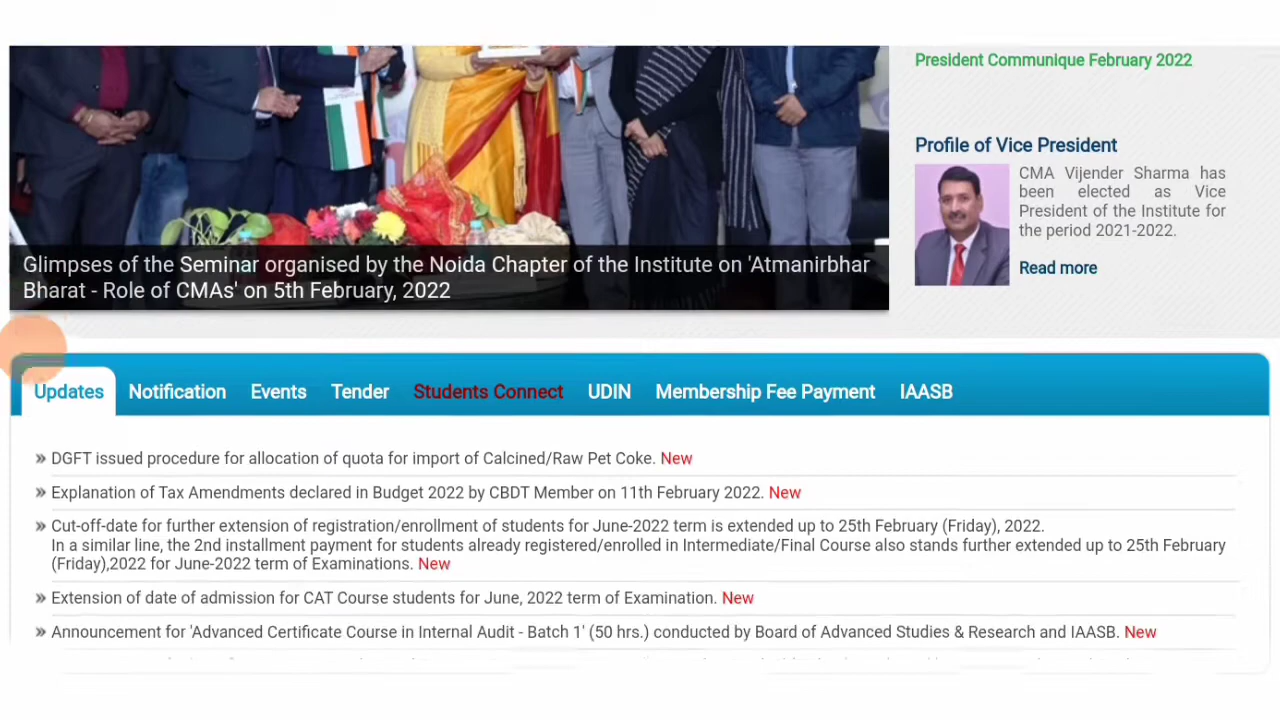 President Communique February 2022
Profile of Vice President
CMA Vijender Sharma has
been elected as Vice
President of the Institute for
the period 2021-2022.
Read more
Glimpses of the Seminar organised by the Noida Chapter of the Institute on 'Atmanirbhar
Bharat - Role of CMAs' on 5th February, 2022
Updates Notification Events Tender Students Connect UDIN Membership Fee Payment IAASB
» DGFT issued procedure for allocation of quota for import of Calcined/Raw Pet Coke. New
» Explanation of Tax Amendments declared in Budget 2022 by CBDT Member on 11th February 2022. New
» Cut-off-date for further extension of registration/enrollment of students for June-2022 term is extended up to 25th February (Friday), 2022.
In a similar line, the 2nd installment payment for students already registered/enrolled in Intermediate/Final Course also stands further extended up to 25th February
(Friday),2022 for June-2022 term of Examinations. New
» Extension of date of admission for CAT Course students for June, 2022 term of Examination. New
» Announcement for 'Advanced Certificate Course in Internal Audit - Batch 1' (50 hrs.) conducted by Board of Advanced Studies & Research and IAASB. New